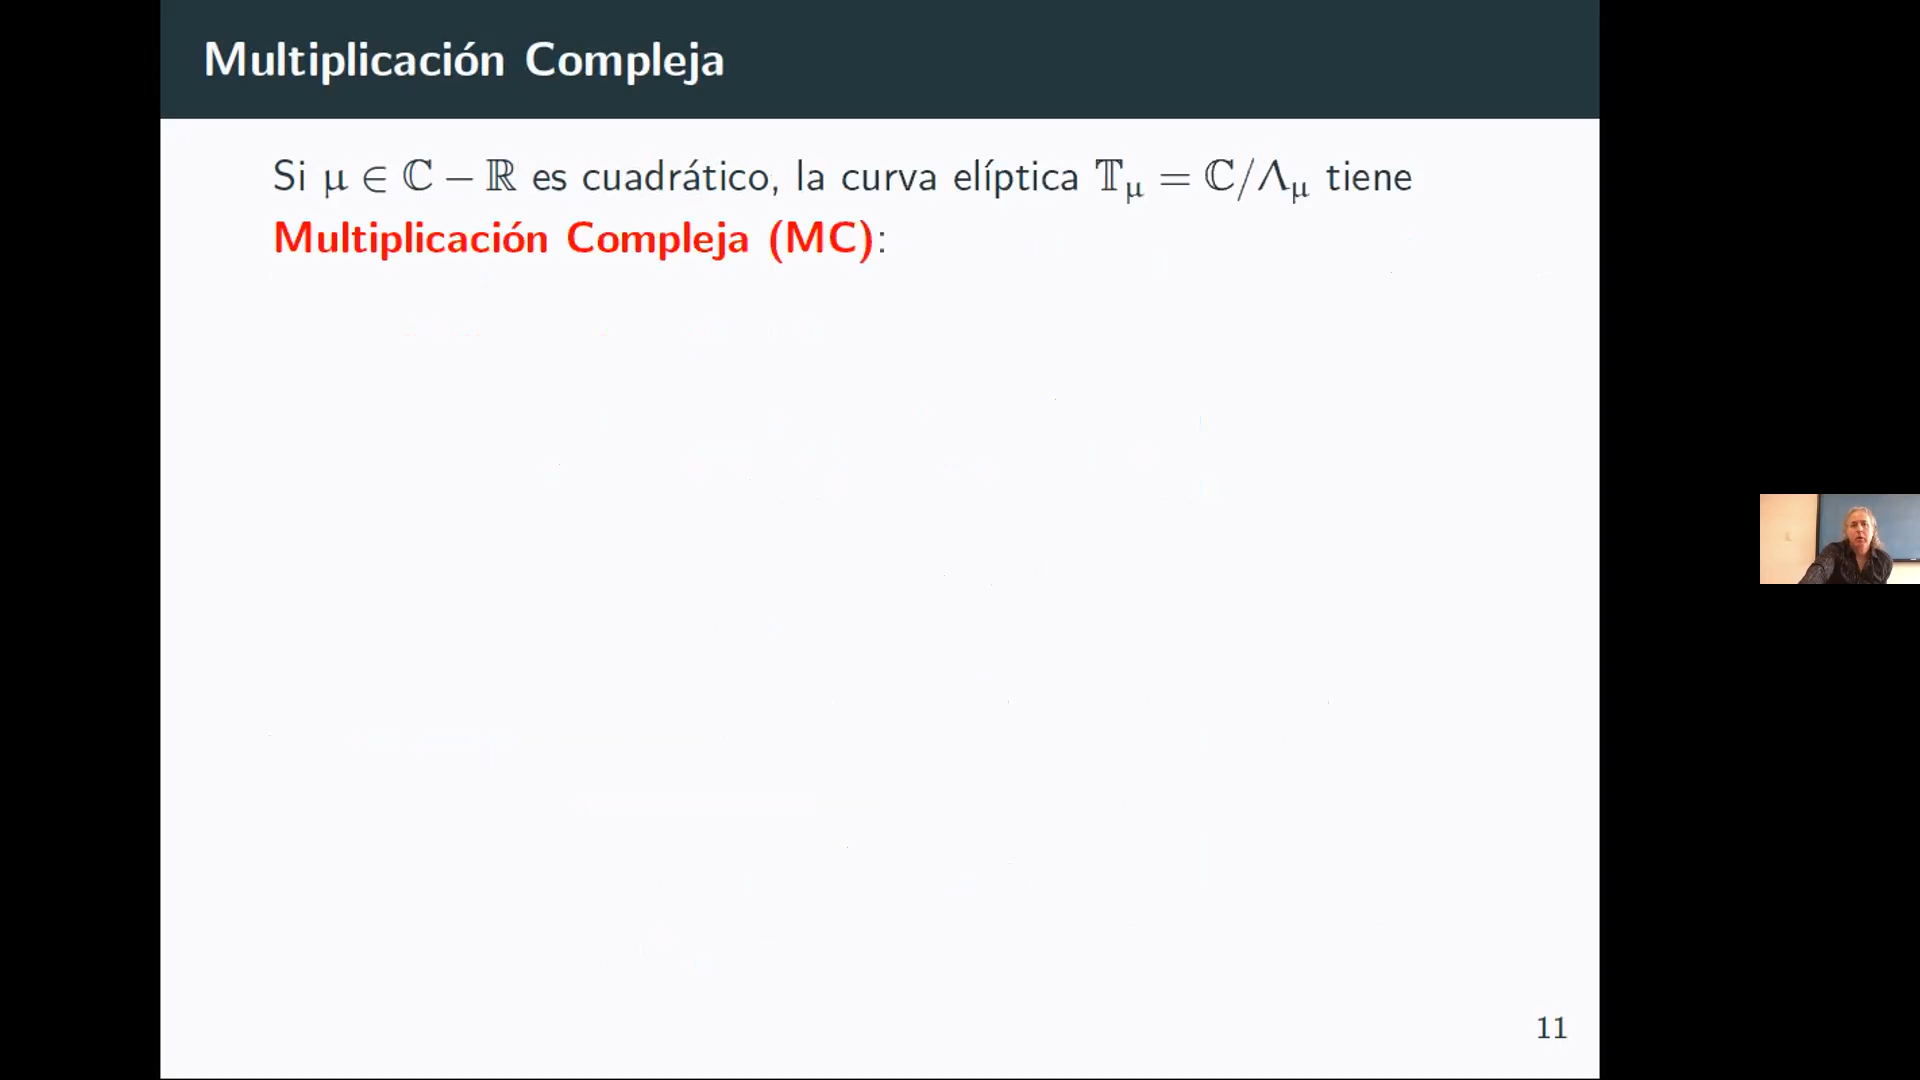 Multiplicación Compleja
Si μ ∈ ℂ − ℝ es cuadrático, la curva elíptica 𝕋_μ = ℂ/Λ_μ tiene
Multiplicación Compleja (MC):
11